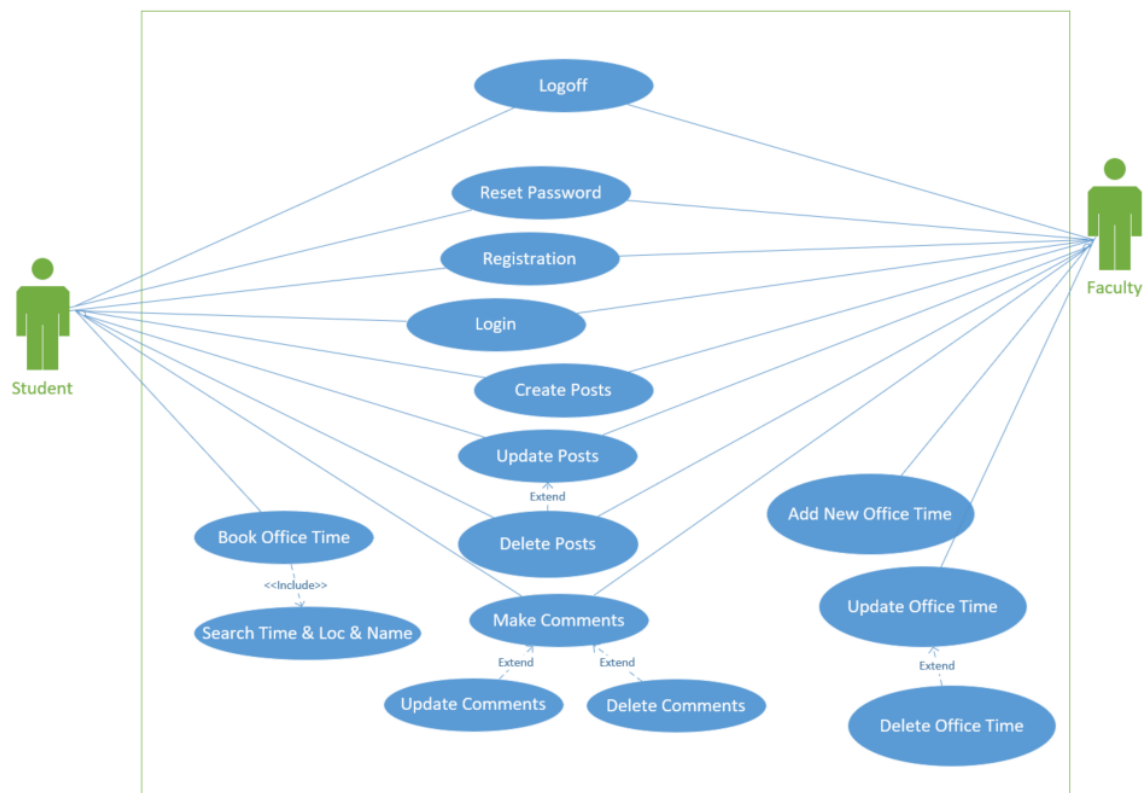 Logoff
Reset Password
Registration
Faculty
Login
Student
Create Posts
Update Posts
Extend
Add New Office Time
Book Office Time
Delete Posts
<<Include>>
Update Office Time
Make Comments
Search Time & Loc & Name
Extend
Extend
Extend
Update Comments
Delete Comments
Delete Office Time